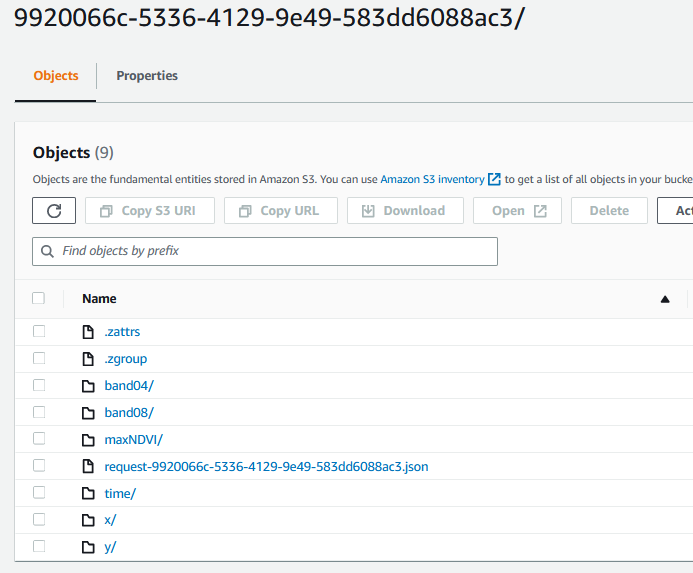 9920066c-5336-4129-9e49-583dd6088ac3/
Objects
Properties
Objects (9)
Objects are the fundamental entities stored in Amazon S3. You can use Amazon S3 inventory to get a list of all objects in your bucke
Copy S3 URI
Copy URL
Download
Open
Delete
Act
Find objects by prefix
Name
.zattrs
.zgroup
band04/
band08/
maxNDVI/
request-9920066c-5336-4129-9e49-583dd6088ac3.json
time/
x/
y/